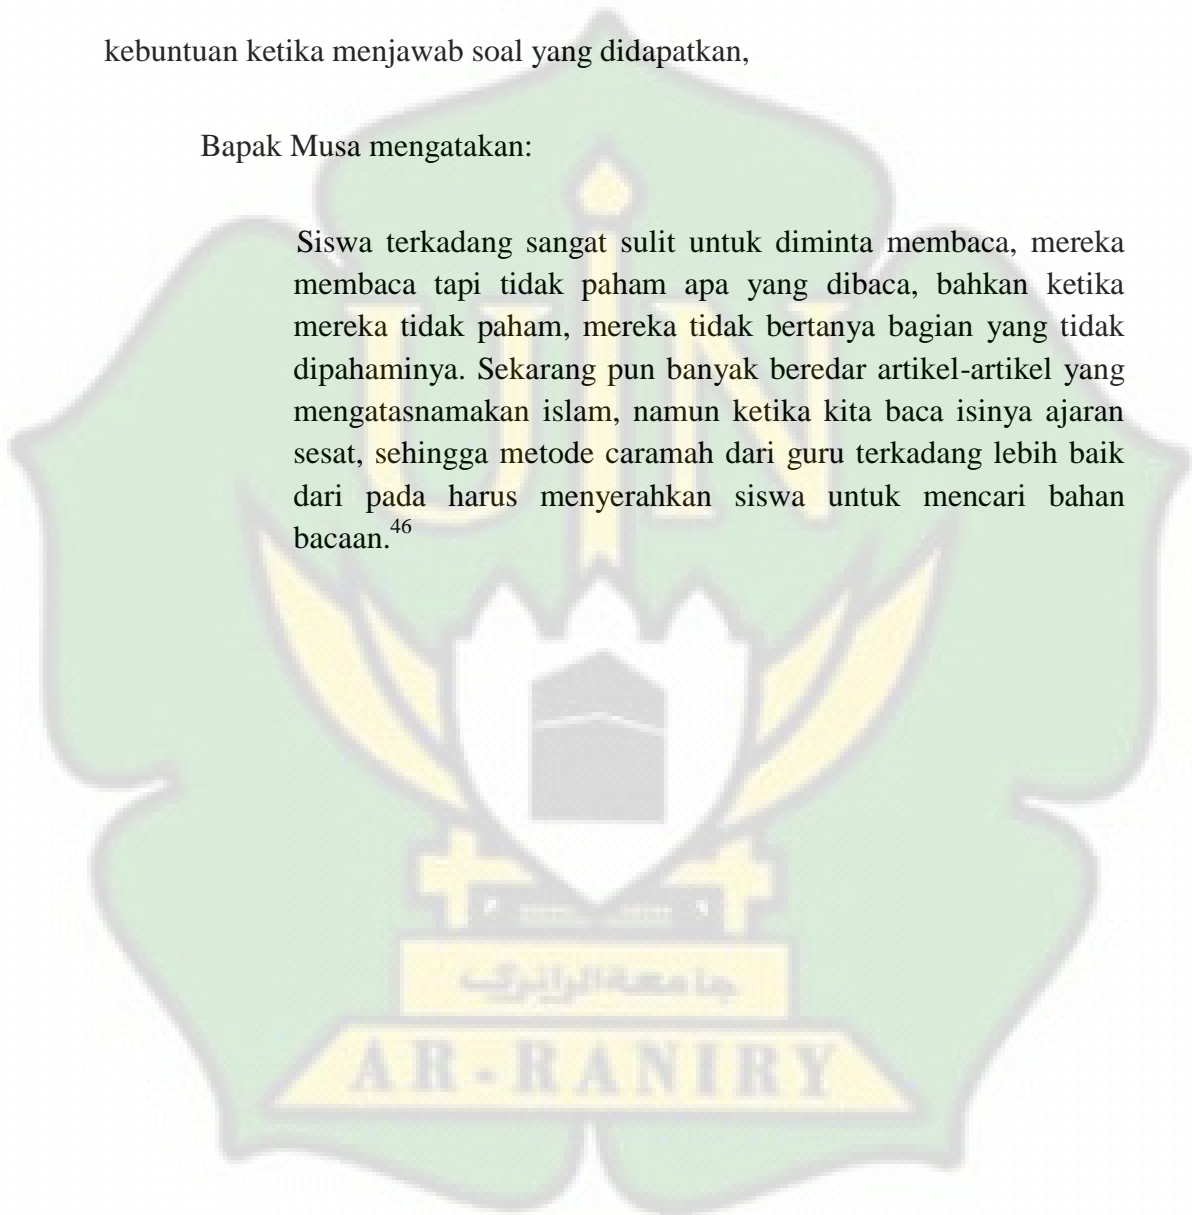 kebuntuan ketika menjawab soal yang didapatkan,
Bapak Musa mengatakan:
Siswa terkadang sangat sulit untuk diminta membaca, mereka
membaca tapi tidak paham apa yang dibaca, bahkan ketika
mereka tidak paham, mereka tidak bertanya bagian yang tidak
dipahaminya. Sekarang pun banyak beredar artikel-artikel yang
mengatasnamakan islam, namun ketika kita baca isinya ajaran
sesat, sehingga metode caramah dari guru terkadang lebih baik
dari pada harus menyerahkan siswa untuk mencari bahan
bacaan.46
UIN
جامعة الرانري
AR-RANIRY